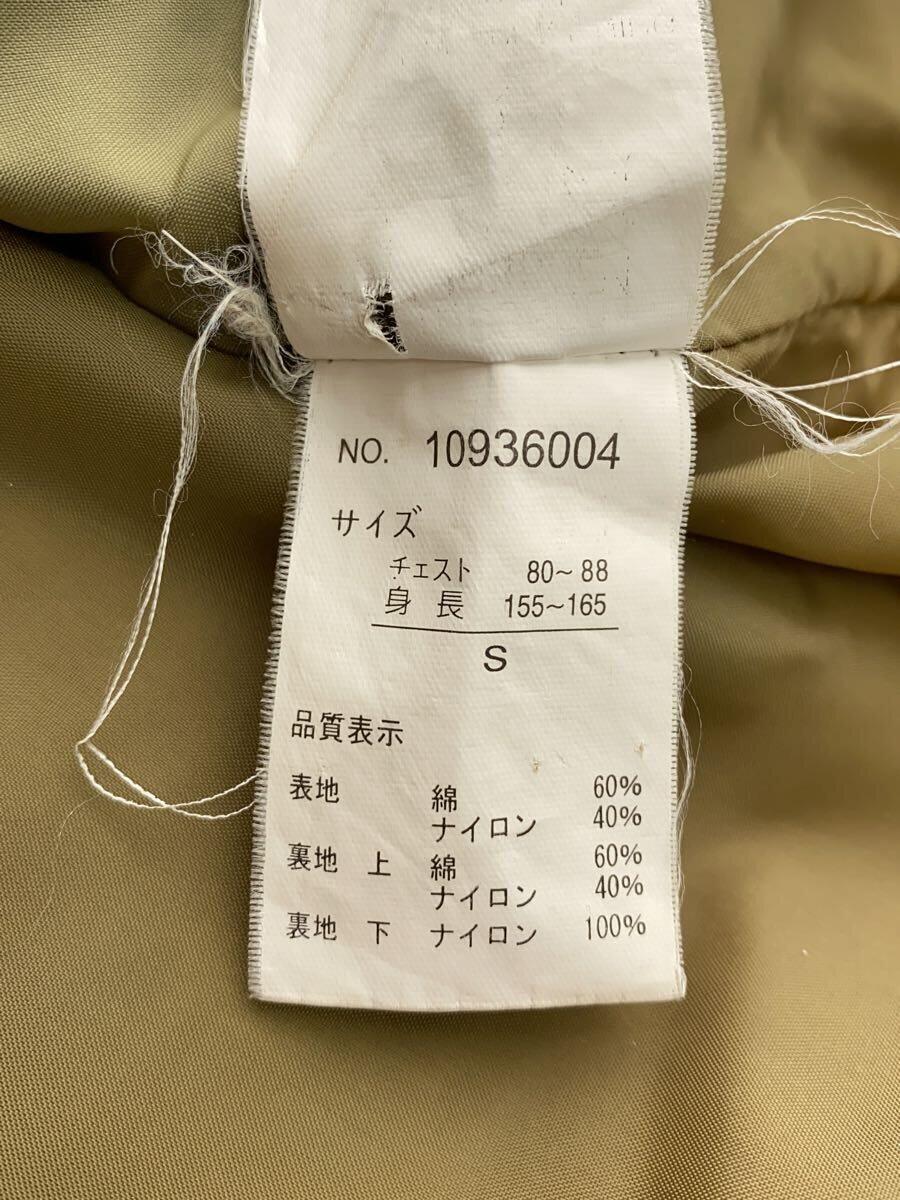 NO. 10936004
サイズ
チェスト 80~88
身長 155~165
S
品質表示
表地 綿 60%
ナイロン 40%
裏地 上 綿 60%
ナイロン 40%
裏地 下 ナイロン 100%